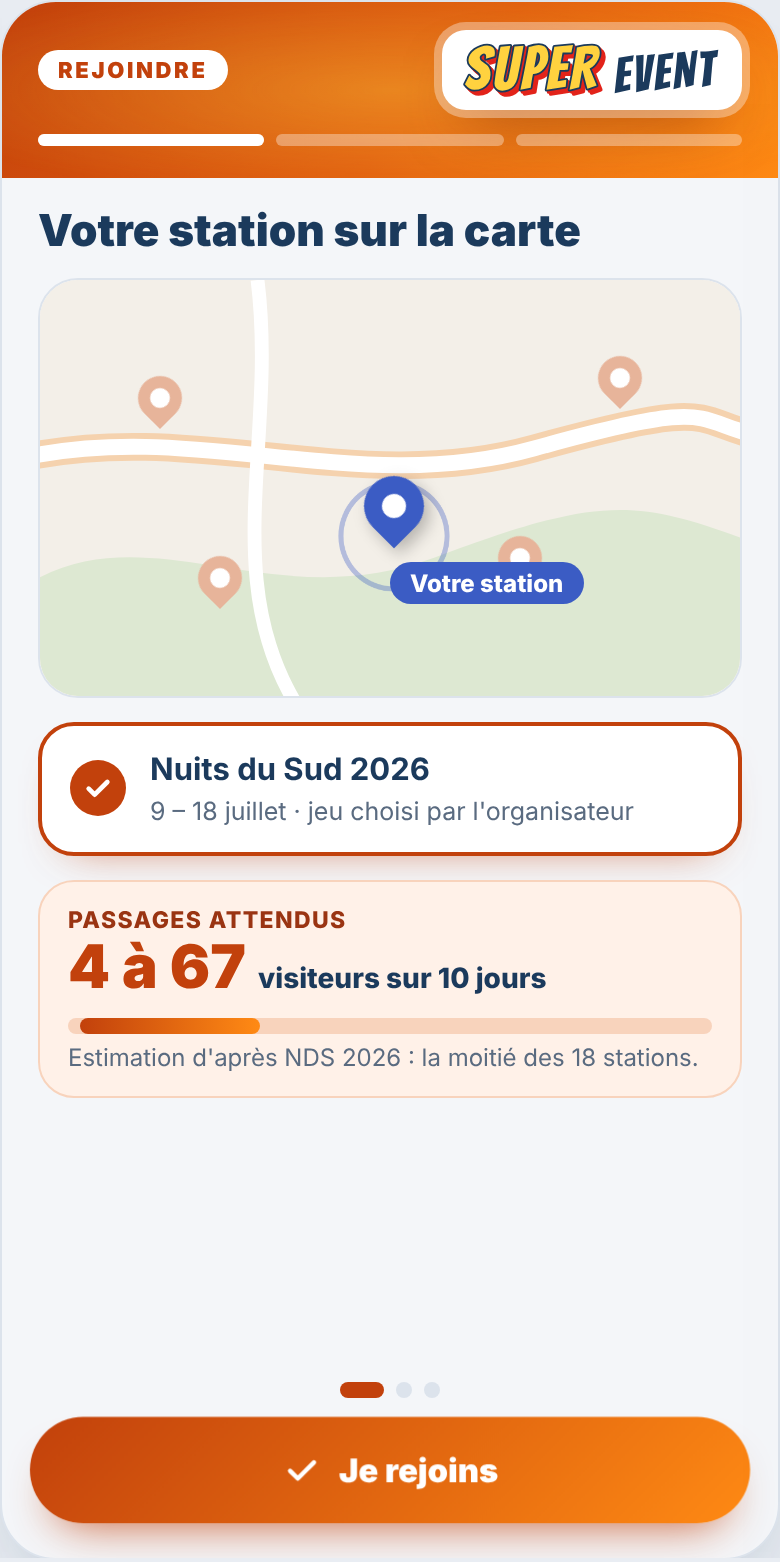 REJOINDRE
SUPER EVENT
Votre station sur la carte
Votre station
Nuits du Sud 2026
9 – 18 juillet · jeu choisi par l'organisateur
PASSAGES ATTENDUS
4 à 67 visiteurs sur 10 jours
Estimation d'après NDS 2026 : la moitié des 18 stations.
Je rejoins